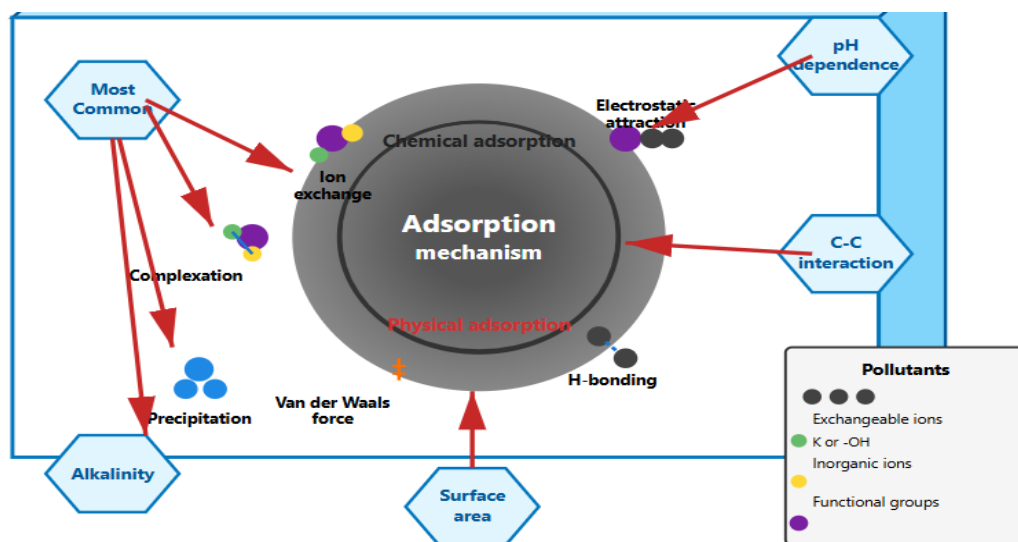 pH
dependence
Most
Common
Electrostatic
attraction
Chemical adsorption
Ion
exchange
Adsorption
mechanism
C-C
interaction
Complexation
Physical adsorption
H-bonding
Van der Waals
force
Precipitation
Alkalinity
Surface
area
Pollutants
Exchangeable ions
K or -OH
Inorganic ions
Functional groups